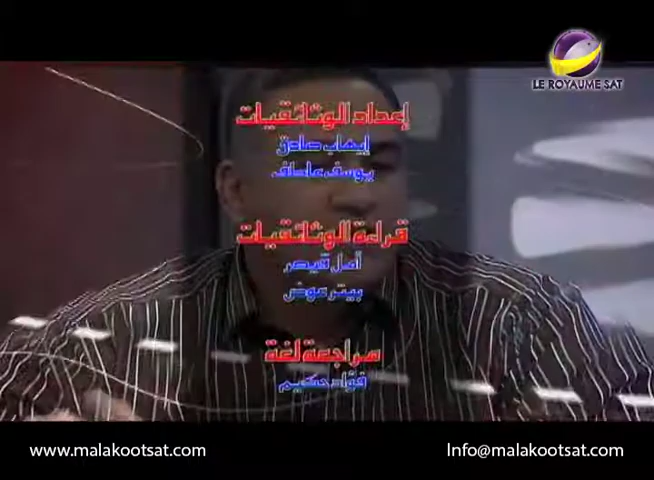 LE ROYAUME SAT
إعداد الوثائقيات
إيهاب صادق
يوسف عاطف
قراءة الوثائقيات
أمل قيصر
بيتر عوض
مراجعة لغة
فؤاد حكيم
www.malakootsat.com
Info@malakootsat.com